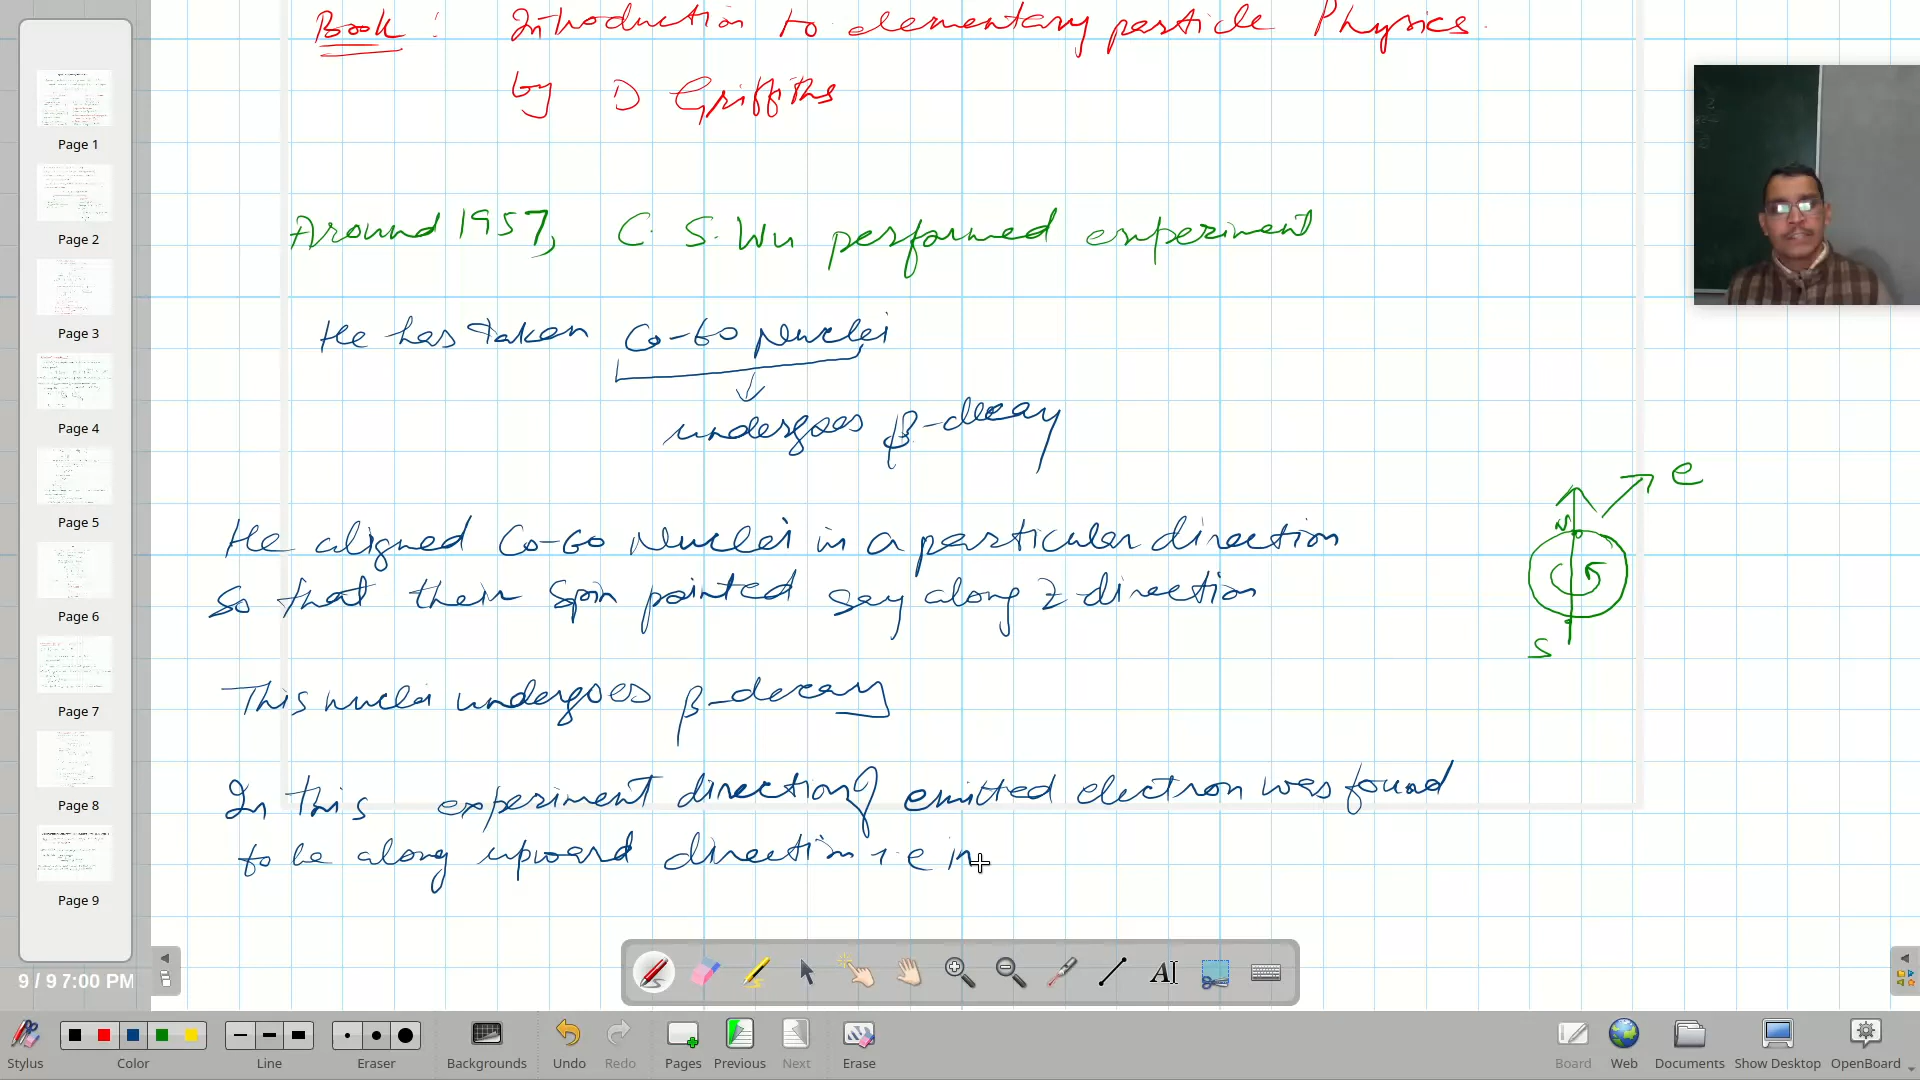 Book : Introduction to elementary particle Physics.
by D Griffiths
Around 1957, C. S. Wu performed experiment
He has taken Co-60 Nuclei
undergoes β-decay
e
N
He aligned Co-60 Nuclei in a particular direction
so that their spin pointed say along z-direction
S
This nuclei undergoes β-decay
In this experiment direction of emitted electron was found
to be along upward direction i.e in
Page 1
Page 2
Page 3
Page 4
Page 5
Page 6
Page 7
Page 8
Page 9
9 / 9 7:00 PM
Stylus Color Line Eraser Backgrounds Undo Redo Pages Previous Next Erase Board Web Documents Show Desktop OpenBoard